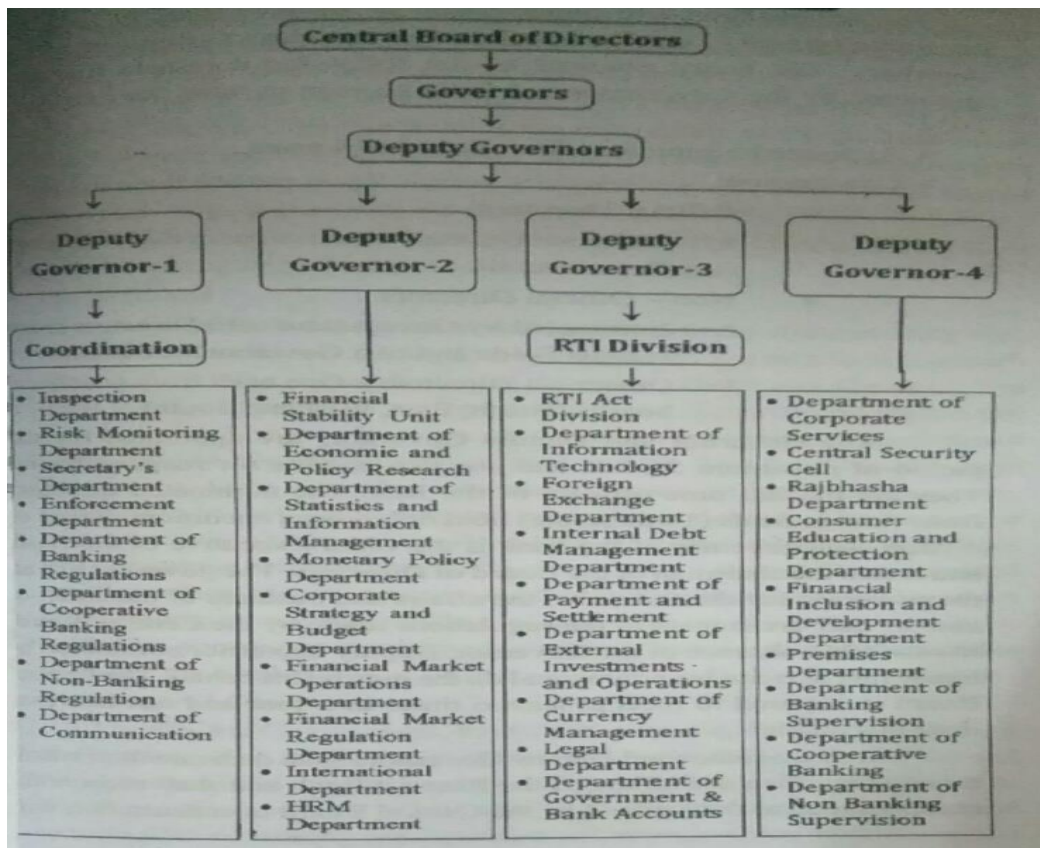 Central Board of Directors
Governors
Deputy Governors
Deputy
Governor-1
Deputy
Governor-2
Deputy
Governor-3
Deputy
Governor-4
Coordination
RTI Division
• Inspection
Department
• Risk Monitoring
Department
• Secretary's
Department
• Enforcement
Department
• Department of
Banking
Regulations
• Department of
Cooperative
Banking
Regulations
• Department of
Non-Banking
Regulation
• Department of
Communication
• Financial
Stability Unit
• Department of
Economic and
Policy Research
• Department of
Statistics and
Information
Management
• Monetary Policy
Department
• Corporate
Strategy and
Budget
Department
• Financial Market
Operations
Department
• Financial Market
Regulation
Department
• International
Department
• HRM
Department
• RTI Act
Division
• Department of
Information
Technology
• Foreign
Exchange
Department
• Internal Debt
Management
Department
• Department of
Payment and
Settlement
• Department of
External
Investments
and Operations
• Department of
Currency
Management
• Legal
Department
• Department of
Government &
Bank Accounts
• Department of
Corporate
Services
• Central Security
Cell
• Rajbhasha
Department
• Consumer
Education and
Protection
Department
• Financial
Inclusion and
Development
Department
• Premises
Department
• Department of
Banking
Supervision
• Department of
Cooperative
Banking
• Department of
Non Banking
Supervision